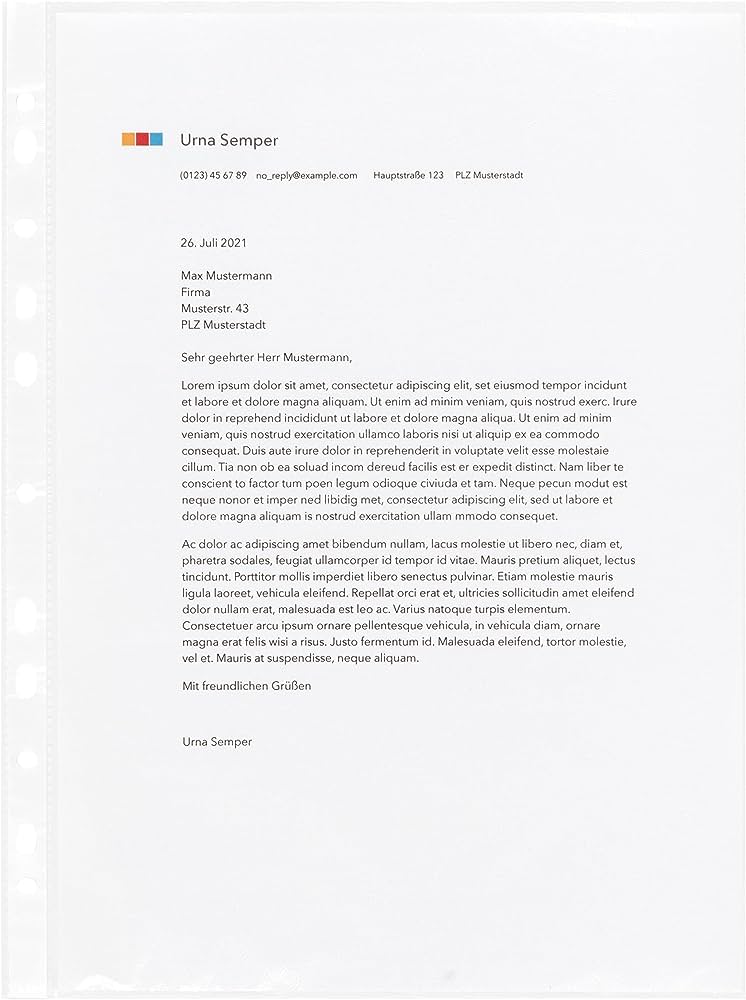 Urna Semper
(0123) 45 67 89 no_reply@example.com Hauptstraße 123 PLZ Musterstadt
26. Juli 2021
Max Mustermann
Firma
Musterstr. 43
PLZ Musterstadt
Sehr geehrter Herr Mustermann,
Lorem ipsum dolor sit amet, consectetur adipiscing elit, set eiusmod tempor incidunt
et labore et dolore magna aliquam. Ut enim ad minim veniam, quis nostrud exerc. Irure
dolor in reprehend incididunt ut labore et dolore magna aliqua. Ut enim ad minim
veniam, quis nostrud exercitation ullamco laboris nisi ut aliquip ex ea commodo
consequat. Duis aute irure dolor in reprehenderit in voluptate velit esse molestaie
cillum. Tia non ob ea soluad incom dereud facilis est er expedit distinct. Nam liber te
conscient to factor tum poen legum odioque civiuda et tam. Neque pecun modut est
neque nonor et imper ned libidig met, consectetur adipiscing elit, sed ut labore et
dolore magna aliquam is nostrud exercitation ullam mmodo consequet.
Ac dolor ac adipiscing amet bibendum nullam, lacus molestie ut libero nec, diam et,
pharetra sodales, feugiat ullamcorper id tempor id vitae. Mauris pretium aliquet, lectus
tincidunt. Porttitor mollis imperdiet libero senectus pulvinar. Etiam molestie mauris
ligula laoreet, vehicula eleifend. Repellat orci erat et, ultricies sollicitudin amet eleifend
dolor nullam erat, malesuada est leo ac. Varius natoque turpis elementum.
Consectetuer arcu ipsum ornare pellentesque vehicula, in vehicula diam, ornare
magna erat felis wisi a risus. Justo fermentum id. Malesuada eleifend, tortor molestie,
vel et. Mauris at suspendisse, neque aliquam.
Mit freundlichen Grüßen
Urna Semper